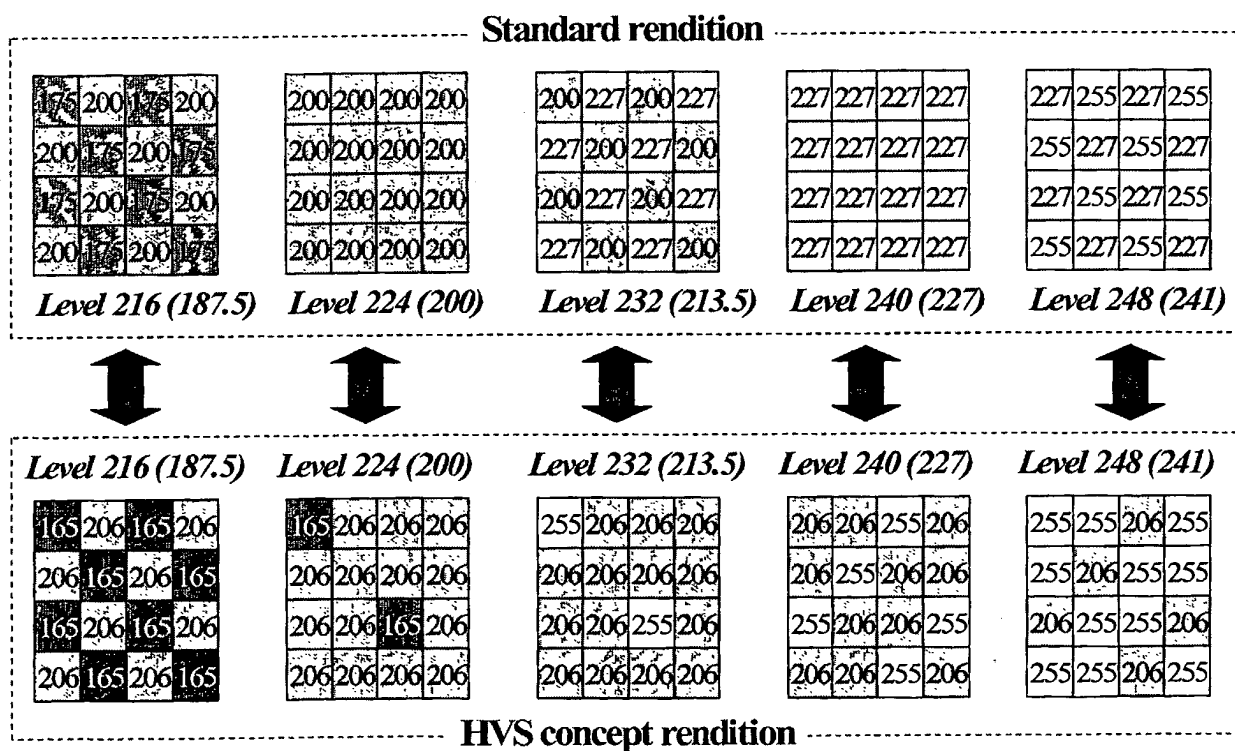 Standard rendition
175 200 175 200 200 200 200 200 200 227 200 227 227 227 227 227 227 255 227 255
200 175 200 175 200 200 200 200 227 200 227 200 227 227 227 227 255 227 255 227
175 200 175 200 200 200 200 200 200 227 200 227 227 227 227 227 227 255 227 255
200 175 200 175 200 200 200 200 227 200 227 200 227 227 227 227 255 227 255 227
Level 216 (187.5) Level 224 (200) Level 232 (213.5) Level 240 (227) Level 248 (241)
Level 216 (187.5) Level 224 (200) Level 232 (213.5) Level 240 (227) Level 248 (241)
165 206 165 206 165 206 206 206 255 206 206 206 206 206 255 206 255 255 206 255
206 165 206 165 206 206 206 206 206 206 206 206 206 255 206 206 255 206 255 255
165 206 165 206 206 206 165 206 206 206 255 206 255 206 206 255 206 255 255 206
206 165 206 165 206 206 206 206 206 206 206 206 206 206 255 206 255 255 206 255
HVS concept rendition